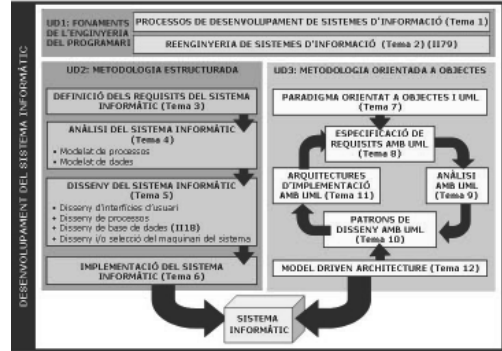 DESENVOLUPAMENT DEL SISTEMA INFORMÀTIC
UD1: FONAMENTS
DE L'ENGINYERIA
DEL PROGRAMARI
PROCESSOS DE DESENVOLUPAMENT DE SISTEMES D'INFORMACIÓ (Tema 1)
REENGINYERIA DE SISTEMES D'INFORMACIÓ (Tema 2) (II79)
UD2: METODOLOGIA ESTRUCTURADA
DEFINICIÓ DELS REQUISITS DEL SISTEMA
INFORMÀTIC (Tema 3)
ANÀLISI DEL SISTEMA INFORMÀTIC
(Tema 4)
• Modelat de processos
• Modelat de dades
DISSENY DEL SISTEMA INFORMÀTIC
(Tema 5)
• Disseny d'interfícies d'usuari
• Disseny de processos
• Disseny de base de dades (II18)
• Disseny i/o selecció del maquinari del sistema
IMPLEMENTACIÓ DEL SISTEMA
INFORMÀTIC (Tema 6)
UD3: METODOLOGIA ORIENTADA A OBJECTES
PARADIGMA ORIENTAT A OBJECTES I UML
(Tema 7)
ESPECIFICACIÓ DE
REQUISITS AMB UML
(Tema 8)
ARQUITECTURES
D'IMPLEMENTACIÓ
AMB UML (Tema 11)
ANÀLISI
AMB UML
(Tema 9)
PATRONS DE
DISSENY AMB UML
(Tema 10)
MODEL DRIVEN ARCHITECTURE (Tema 12)
SISTEMA
INFORMÀTIC